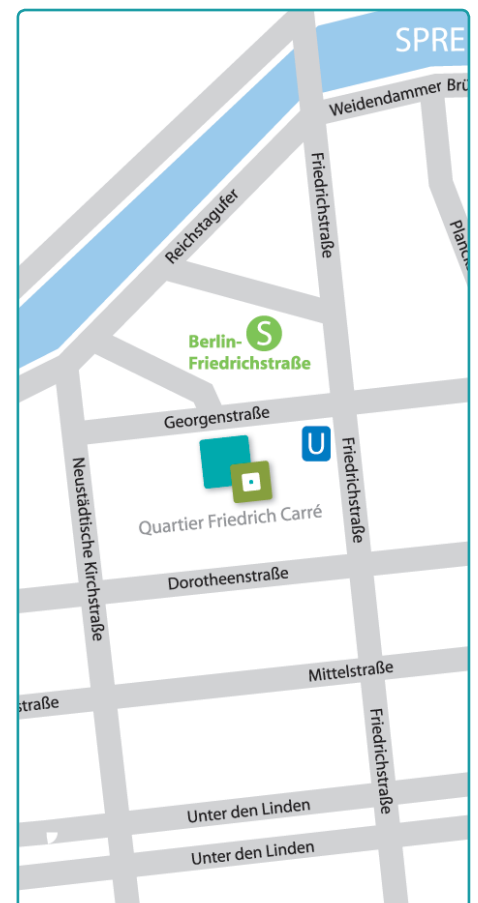 SPRE
Weidendammer Brü
Friedrichstraße
Reichstagufer
Planck
S
Berlin-
Friedrichstraße
Georgenstraße
U
Friedrichstraße
Neustädtische Kirchstraße
Quartier Friedrich Carré
Dorotheenstraße
Mittelstraße
straße
Friedrichstraße
Unter den Linden
Unter den Linden